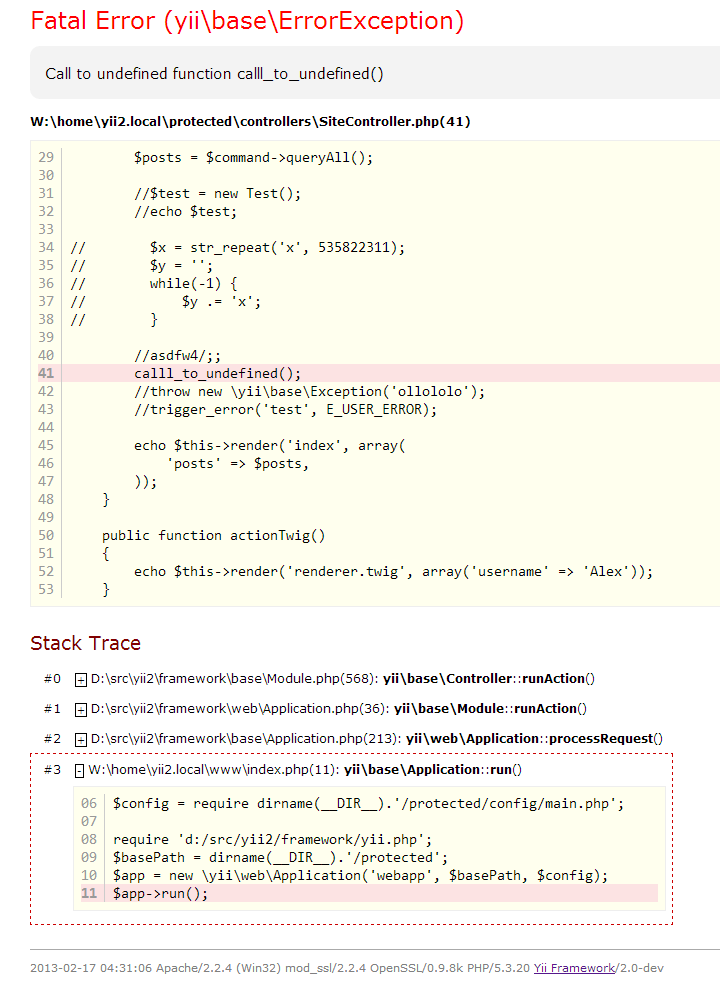 Fatal Error (yii\base\ErrorException)
Call to undefined function calll_to_undefined()
W:\home\yii2.local\protected\controllers\SiteController.php(41)
29         $posts = $command->queryAll();
30
31         //$test = new Test();
32         //echo $test;
33
34 //        $x = str_repeat('x', 535822311);
35 //        $y = '';
36 //        while(-1) {
37 //            $y .= 'x';
38 //        }
39
40         //asdfw4/;;
41         calll_to_undefined();
42         //throw new \yii\base\Exception('ollololo');
43         //trigger_error('test', E_USER_ERROR);
44
45         echo $this->render('index', array(
46             'posts' => $posts,
47         ));
48     }
49
50     public function actionTwig()
51     {
52         echo $this->render('renderer.twig', array('username' => 'Alex'));
53     }
Stack Trace
#0 + D:\src\yii2\framework\base\Module.php(568): yii\base\Controller::runAction()
#1 + D:\src\yii2\framework\web\Application.php(36): yii\base\Module::runAction()
#2 + D:\src\yii2\framework\base\Application.php(213): yii\web\Application::processRequest()
#3 - W:\home\yii2.local\www\index.php(11): yii\base\Application::run()
06 $config = require dirname(__DIR__).'/protected/config/main.php';
07
08 require 'd:/src/yii2/framework/yii.php';
09 $basePath = dirname(__DIR__).'/protected';
10 $app = new \yii\web\Application('webapp', $basePath, $config);
11 $app->run();
2013-02-17 04:31:06 Apache/2.2.4 (Win32) mod_ssl/2.2.4 OpenSSL/0.9.8k PHP/5.3.20 Yii Framework/2.0-dev